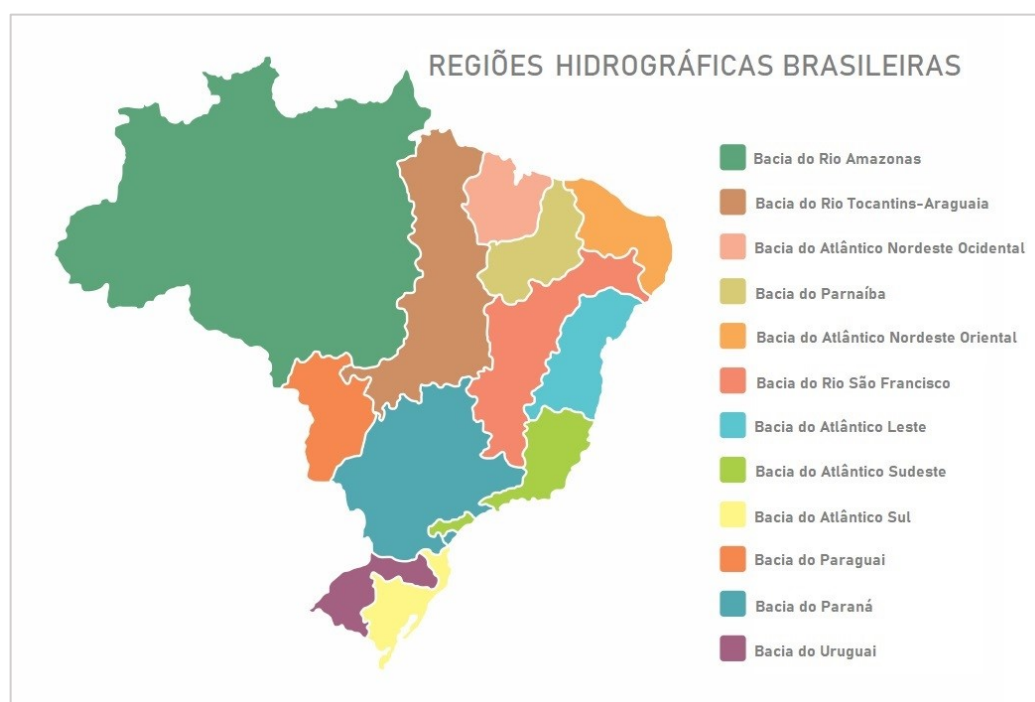 REGIÕES HIDROGRÁFICAS BRASILEIRAS
Bacia do Rio Amazonas
Bacia do Rio Tocantins-Araguaia
Bacia do Atlântico Nordeste Ocidental
Bacia do Parnaíba
Bacia do Atlântico Nordeste Oriental
Bacia do Rio São Francisco
Bacia do Atlântico Leste
Bacia do Atlântico Sudeste
Bacia do Atlântico Sul
Bacia do Paraguai
Bacia do Paraná
Bacia do Uruguai